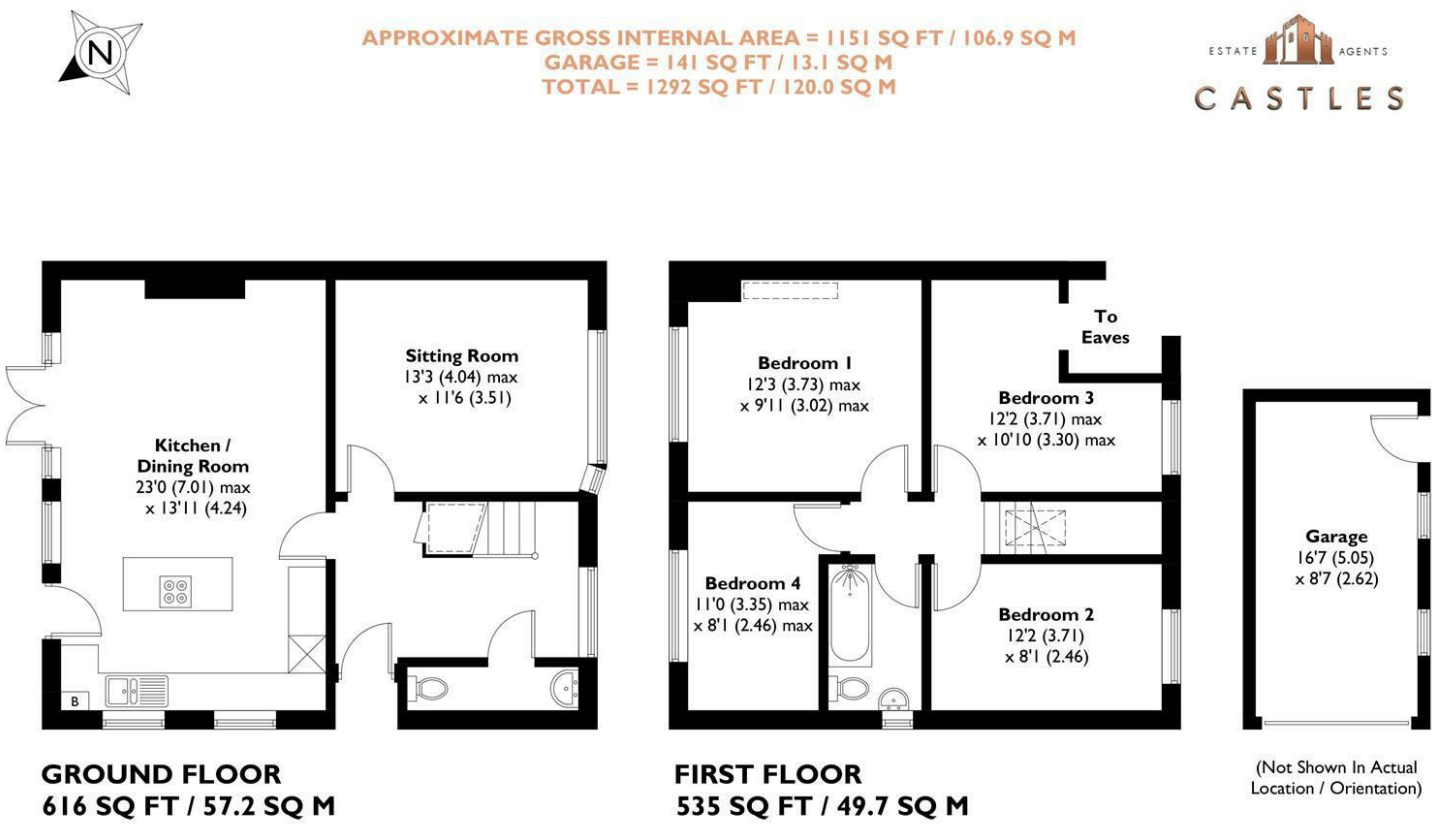 N
APPROXIMATE GROSS INTERNAL AREA = 1151 SQ FT / 106.9 SQ M
GARAGE = 141 SQ FT / 13.1 SQ M
TOTAL = 1292 SQ FT / 120.0 SQ M
ESTATE AGENTS
CASTLES
Kitchen /
Dining Room
23'0 (7.01) max
x 13'11 (4.24)
B
Sitting Room
13'3 (4.04) max
x 11'6 (3.51)
GROUND FLOOR
616 SQ FT / 57.2 SQ M
Bedroom 1
12'3 (3.73) max
x 9'11 (3.02) max
To
Eaves
Bedroom 3
12'2 (3.71) max
x 10'10 (3.30) max
Bedroom 4
11'0 (3.35) max
x 8'1 (2.46) max
Bedroom 2
12'2 (3.71)
x 8'1 (2.46)
FIRST FLOOR
535 SQ FT / 49.7 SQ M
Garage
16'7 (5.05)
x 8'7 (2.62)
(Not Shown In Actual
Location / Orientation)